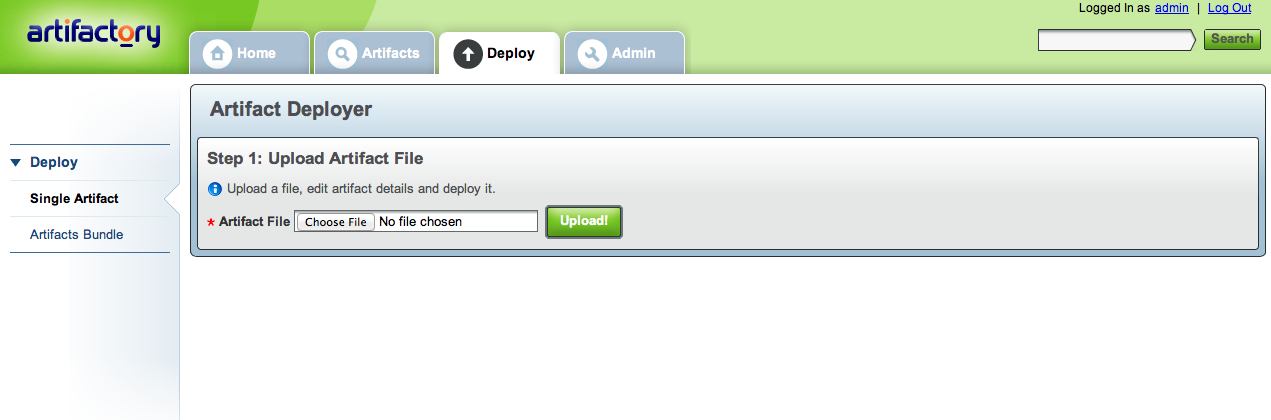 Logged In as admin | Log Out
artifactory
Home
Artifacts
Deploy
Admin
Search
Artifact Deployer
Deploy
Single Artifact
Artifacts Bundle
Step 1: Upload Artifact File
Upload a file, edit artifact details and deploy it.
* Artifact File Choose File No file chosen Upload!